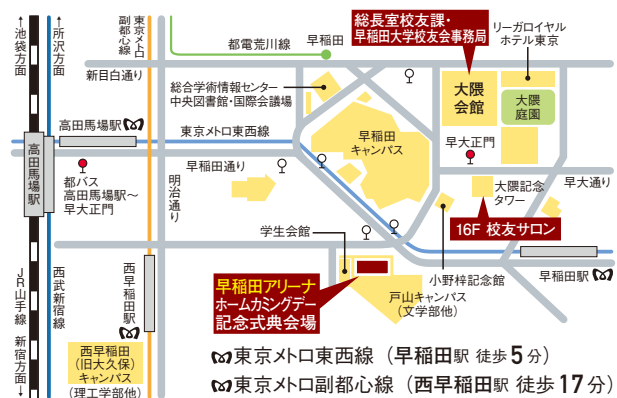 ←池袋方面
←所沢方面
東京メトロ
副都心線
都電荒川線
早稲田
総長室校友課・
早稲田大学校友会事務局
リーガロイヤル
ホテル東京
新目白通り
総合学術情報センター
中央図書館・国際会議場
大隈
会館
大隈
庭園
高田馬場駅
東京メトロ東西線
早稲田
キャンパス
早大正門
高田馬場駅
早稲田通り
都バス
高田馬場駅〜
早大正門
明治通り
早大通り
大隈記念
タワー
16F 校友サロン
学生会館
小野梓記念館
早稲田駅
西早稲田駅
早稲田アリーナ
ホームカミングデー
記念式典会場
戸山キャンパス
(文学部他)
JR山手線
新宿方面→
西武新宿線
西早稲田
(旧大久保)
キャンパス
(理工学部他)
東京メトロ東西線(早稲田駅 徒歩5分)
東京メトロ副都心線(西早稲田駅 徒歩17分)